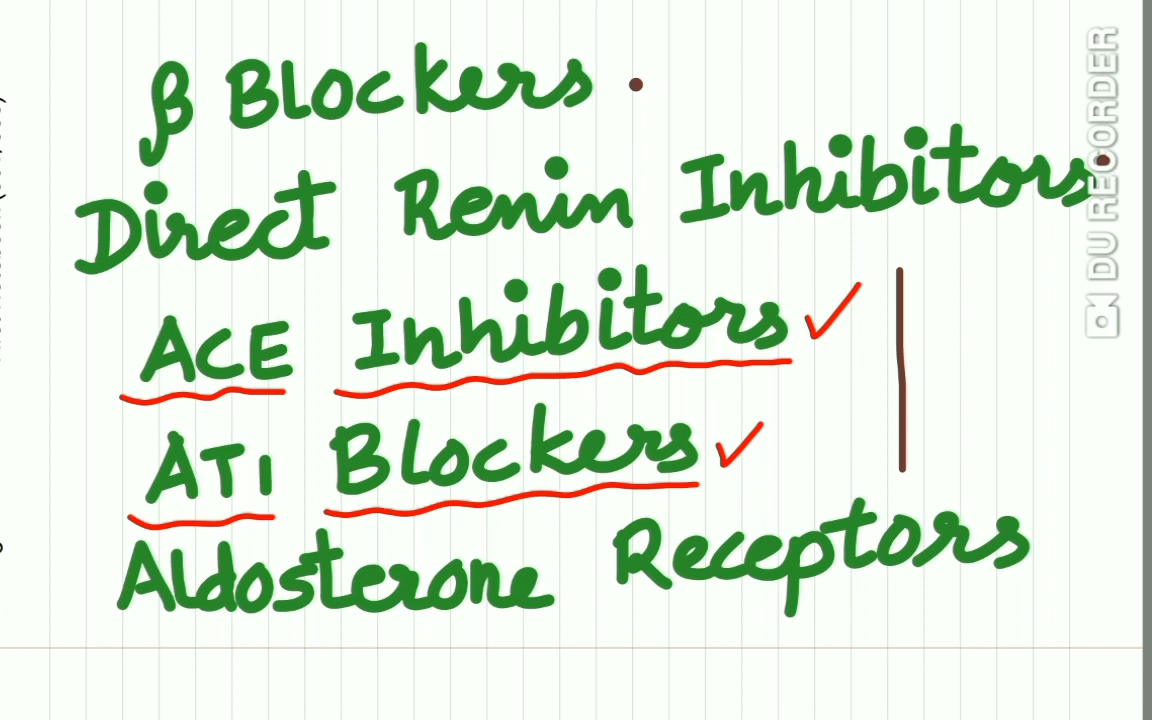 β Blockers
Direct Renin Inhibitors
ACE Inhibitors
AT1 Blockers
Aldosterone Receptors
DU RECORDER